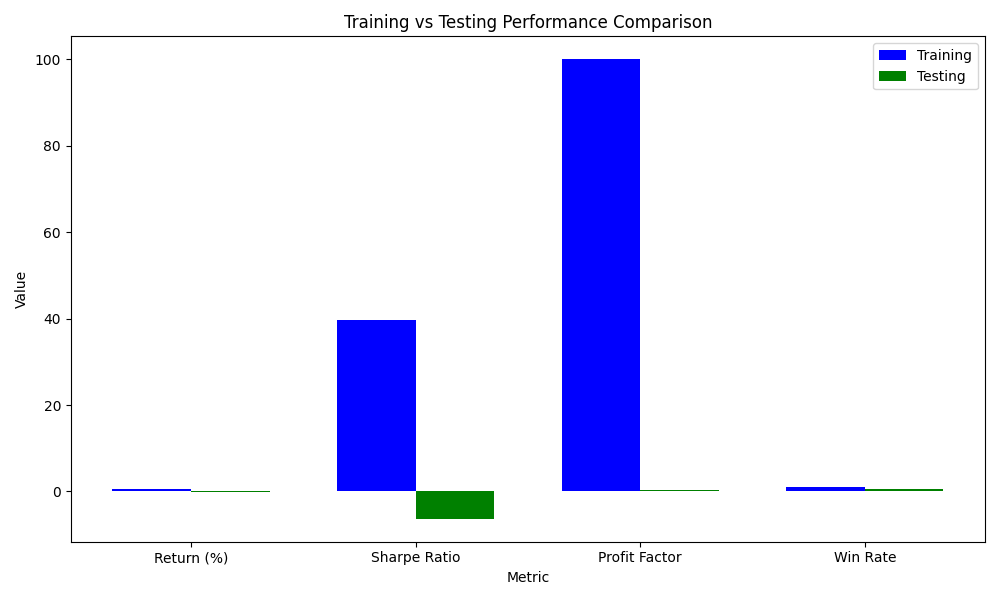 Training vs Testing Performance Comparison
Training
Testing
100
80
60
40
20
0
Value
Return (%)
Sharpe Ratio
Profit Factor
Win Rate
Metric